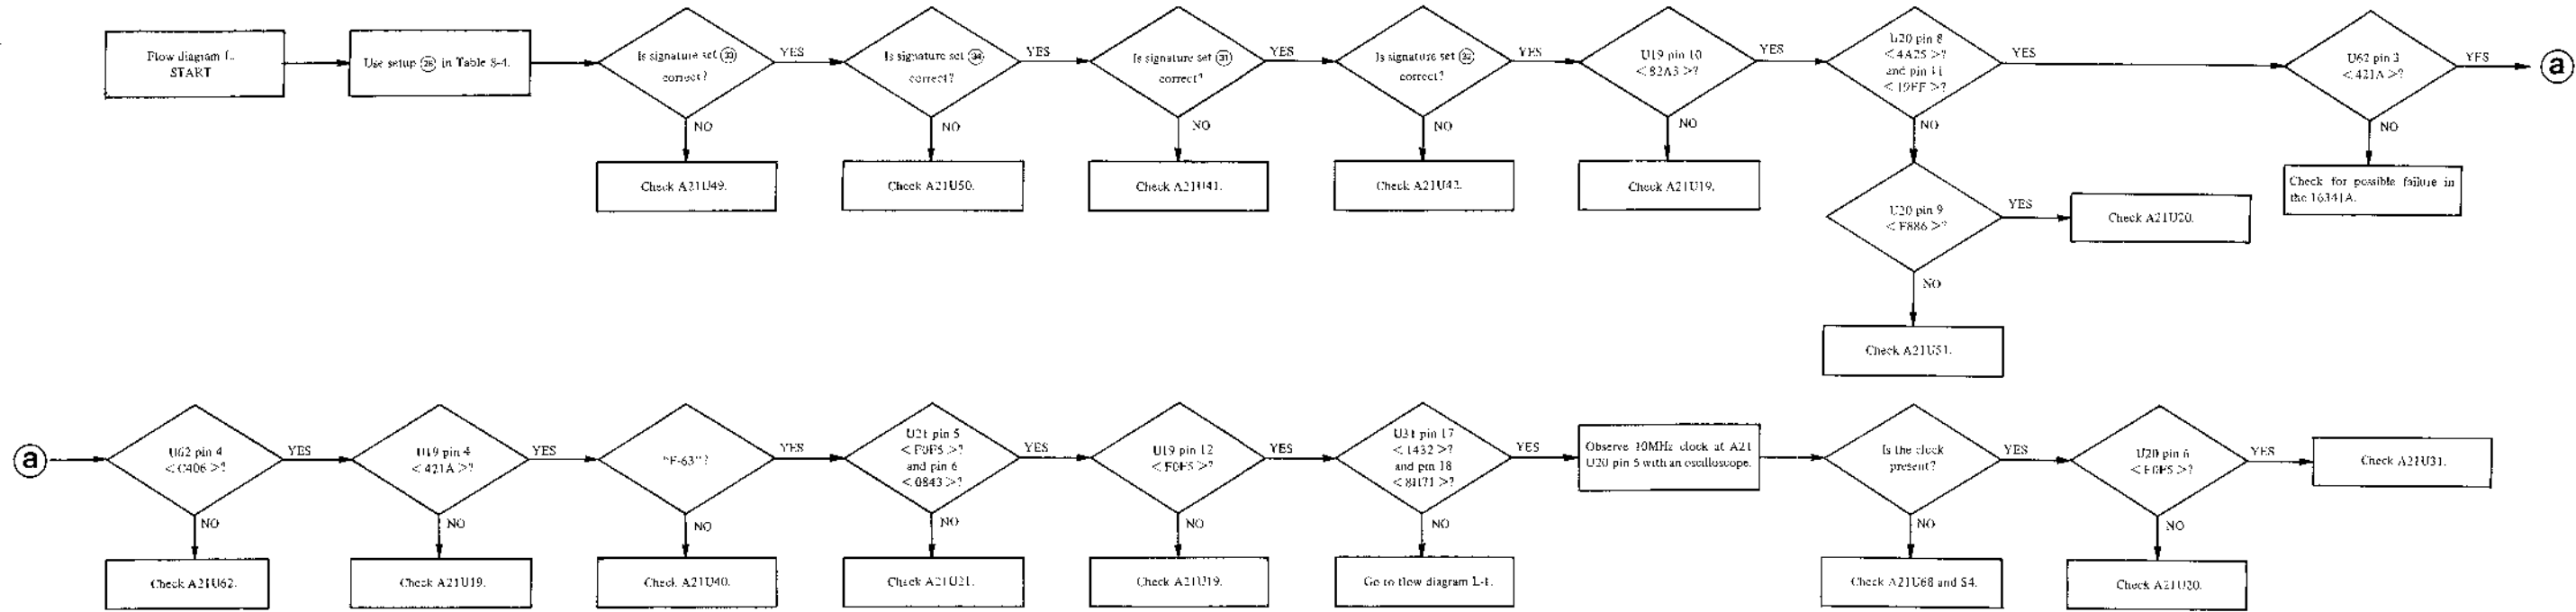 Flow diagram L.
START
Use setup 26 in Table 8-4.
Is signature set 33
correct?
YES
NO
Check A21U49.
Is signature set 34
correct?
YES
NO
Check A21U50.
Is signature set 31
correct?
YES
NO
Check A21U41.
Is signature set 32
correct?
YES
NO
Check A21U42.
U19 pin 10
<82A3>?
YES
NO
Check A21U19.
U20 pin 8
<4A25>?
and pin 11
YES
NO
U20 pin 9
YES
Check A21U20.
NO
Check A21U51.
U62 pin 3
<421A>?
YES
a
NO
Check for possible failure in
the 16341A.
a
U62 pin 4
<C406>?
YES
NO
Check A21U62.
U19 pin 4
<421A>?
YES
NO
Check A21U19.
"F-63"?
YES
NO
Check A21U40.
U21 pin 5
and pin 6
<0843>?
YES
NO
Check A21U21.
U19 pin 12
YES
NO
Check A21U19.
U31 pin 17
<1432>?
and pin 18
YES
NO
Go to flow diagram L-1.
Observe 10MHz clock at A21
U20 pin 5 with an oscilloscope.
Is the clock
present?
YES
NO
Check A21U68 and S4.
U20 pin 6
YES
Check A21U31.
NO
Check A21U20.